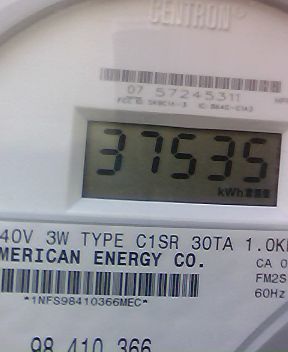 CENTRON®
07 57245311
37535
kWh
40V 3W TYPE C1SR 30TA 1.0K
MERICAN ENERGY CO.
CA 0
FM2S
60Hz
*1NFS98410366MEC*
98 410 366